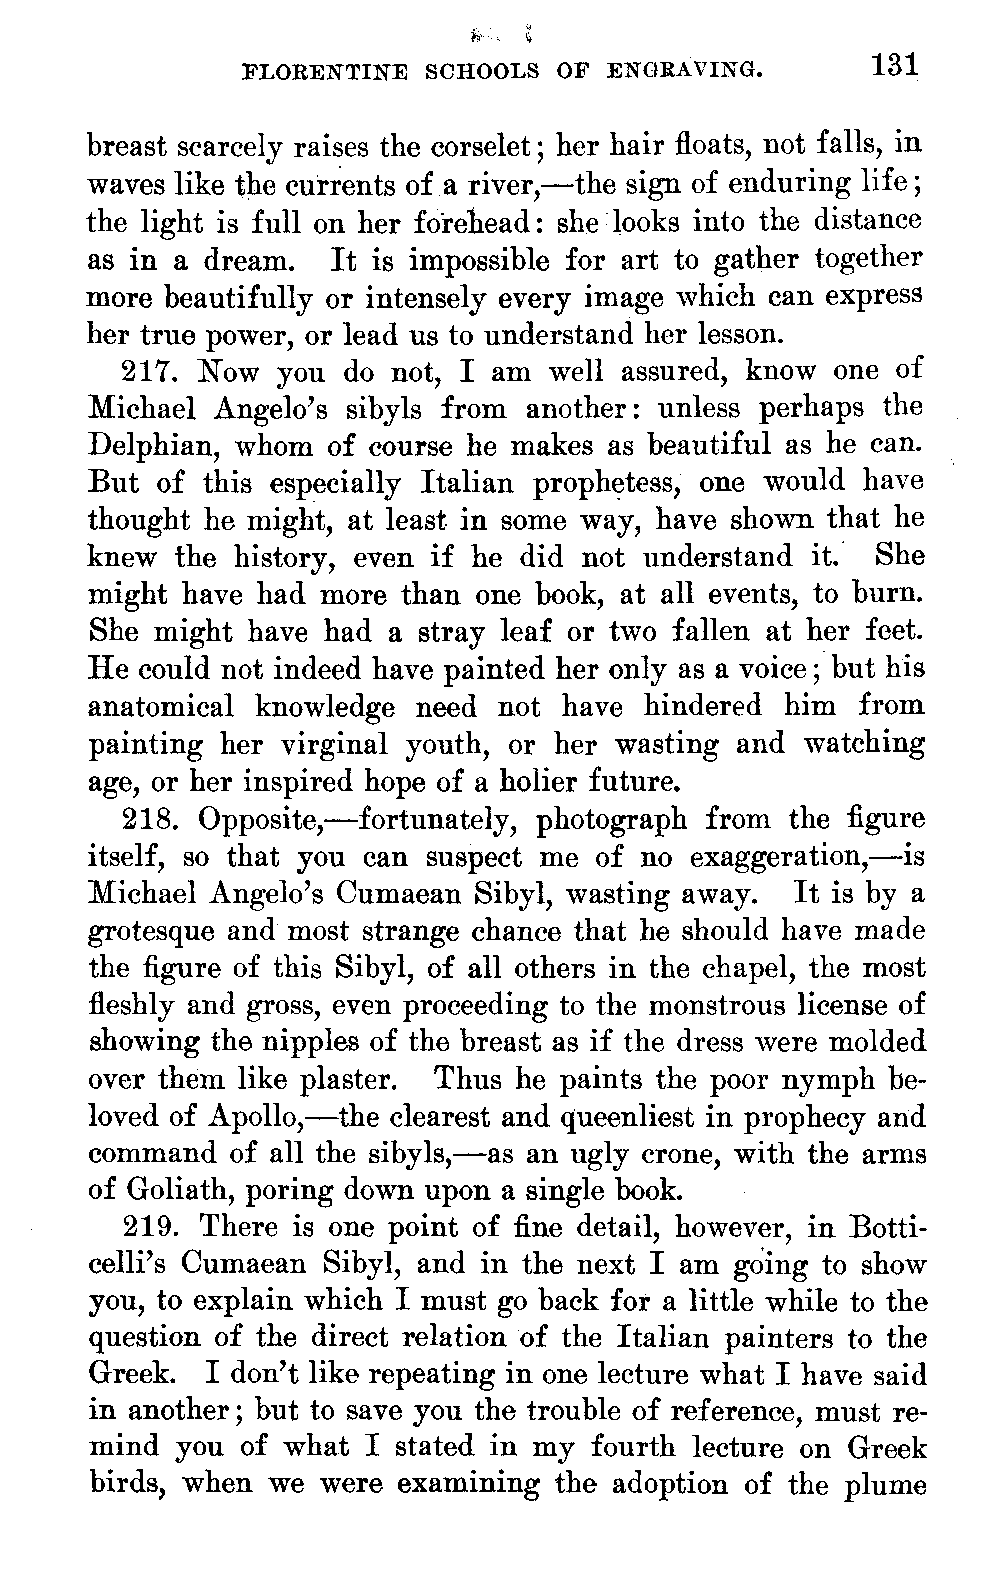 FLORENTINE SCHOOLS OF ENGRAVING. 131
breast scarcely raises the corselet; her hair floats, not falls, in
waves like the currents of a river,—the sign of enduring life;
the light is full on her forehead: she looks into the distance
as in a dream. It is impossible for art to gather together
more beautifully or intensely every image which can express
her true power, or lead us to understand her lesson.
217. Now you do not, I am well assured, know one of
Michael Angelo's sibyls from another: unless perhaps the
Delphian, whom of course he makes as beautiful as he can.
But of this especially Italian prophetess, one would have
thought he might, at least in some way, have shown that he
knew the history, even if he did not understand it. She
might have had more than one book, at all events, to burn.
She might have had a stray leaf or two fallen at her feet.
He could not indeed have painted her only as a voice; but his
anatomical knowledge need not have hindered him from
painting her virginal youth, or her wasting and watching
age, or her inspired hope of a holier future.
218. Opposite,—fortunately, photograph from the figure
itself, so that you can suspect me of no exaggeration,—is
Michael Angelo's Cumaean Sibyl, wasting away. It is by a
grotesque and most strange chance that he should have made
the figure of this Sibyl, of all others in the chapel, the most
fleshly and gross, even proceeding to the monstrous license of
showing the nipples of the breast as if the dress were molded
over them like plaster. Thus he paints the poor nymph be-
loved of Apollo,—the clearest and queenliest in prophecy and
command of all the sibyls,—as an ugly crone, with the arms
of Goliath, poring down upon a single book.
219. There is one point of fine detail, however, in Botti-
celli's Cumaean Sibyl, and in the next I am going to show
you, to explain which I must go back for a little while to the
question of the direct relation of the Italian painters to the
Greek. I don't like repeating in one lecture what I have said
in another; but to save you the trouble of reference, must re-
mind you of what I stated in my fourth lecture on Greek
birds, when we were examining the adoption of the plume